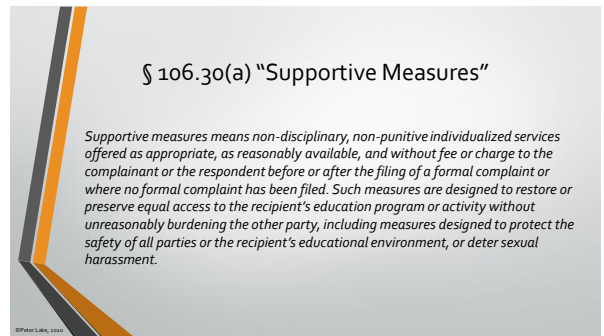 § 106.30(a) “Supportive Measures”
Supportive measures means non-disciplinary, non-punitive individualized services
offered as appropriate, as reasonably available, and without fee or charge to the
complainant or the respondent before or after the filing of a formal complaint or
where no formal complaint has been filed. Such measures are designed to restore or
preserve equal access to the recipient’s education program or activity without
unreasonably burdening the other party, including measures designed to protect the
safety of all parties or the recipient’s educational environment, or deter sexual
harassment.
©Peter Lake, 2020